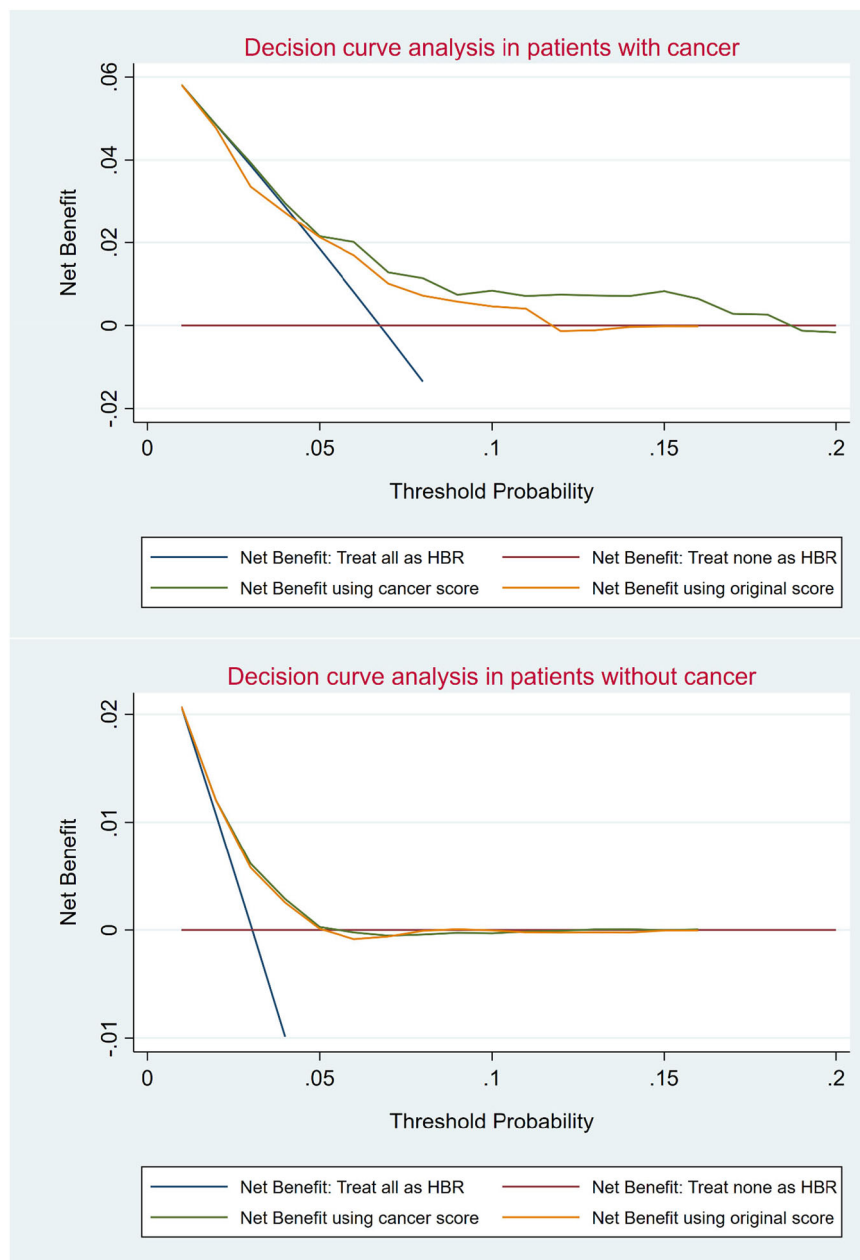 Decision curve analysis in patients with cancer
.06
.04
.02
0
-.02
Net Benefit
0 .05 .1 .15 .2
Threshold Probability
Net Benefit: Treat all as HBR Net Benefit: Treat none as HBR
Net Benefit using cancer score Net Benefit using original score
Decision curve analysis in patients without cancer
.02
.01
0
-.01
Net Benefit
0 .05 .1 .15 .2
Threshold Probability
Net Benefit: Treat all as HBR Net Benefit: Treat none as HBR
Net Benefit using cancer score Net Benefit using original score